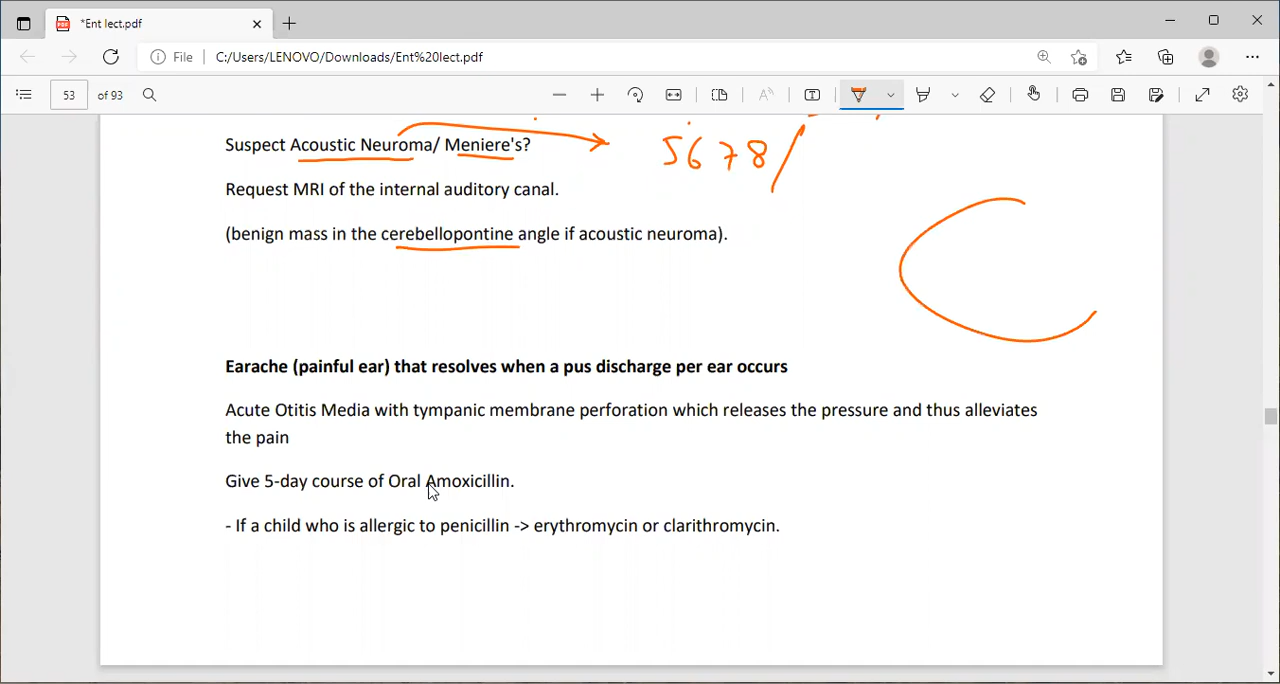 *Ent lect.pdf
File
C:/Users/LENOVO/Downloads/Ent%20lect.pdf
53 of 93
Suspect Acoustic Neuroma/ Meniere's?
5678/
Request MRI of the internal auditory canal.
(benign mass in the cerebellopontine angle if acoustic neuroma).
Earache (painful ear) that resolves when a pus discharge per ear occurs
Acute Otitis Media with tympanic membrane perforation which releases the pressure and thus alleviates
the pain
Give 5-day course of Oral Amoxicillin.
- If a child who is allergic to penicillin -> erythromycin or clarithromycin.